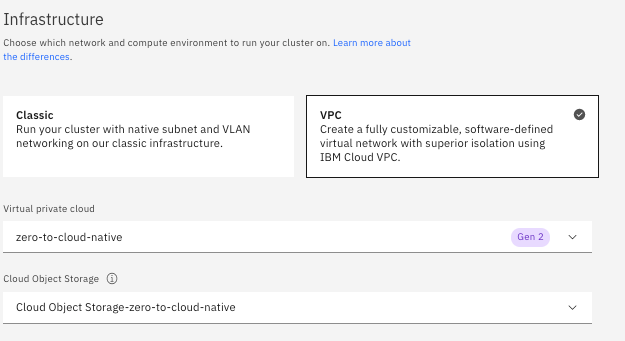 Infrastructure
Choose which network and compute environment to run your cluster on. Learn more about
the differences.
Classic
Run your cluster with native subnet and VLAN
networking on our classic infrastructure.
VPC
Create a fully customizable, software-defined
virtual network with superior isolation using
IBM Cloud VPC.
Virtual private cloud
zero-to-cloud-native Gen 2
Cloud Object Storage
Cloud Object Storage-zero-to-cloud-native